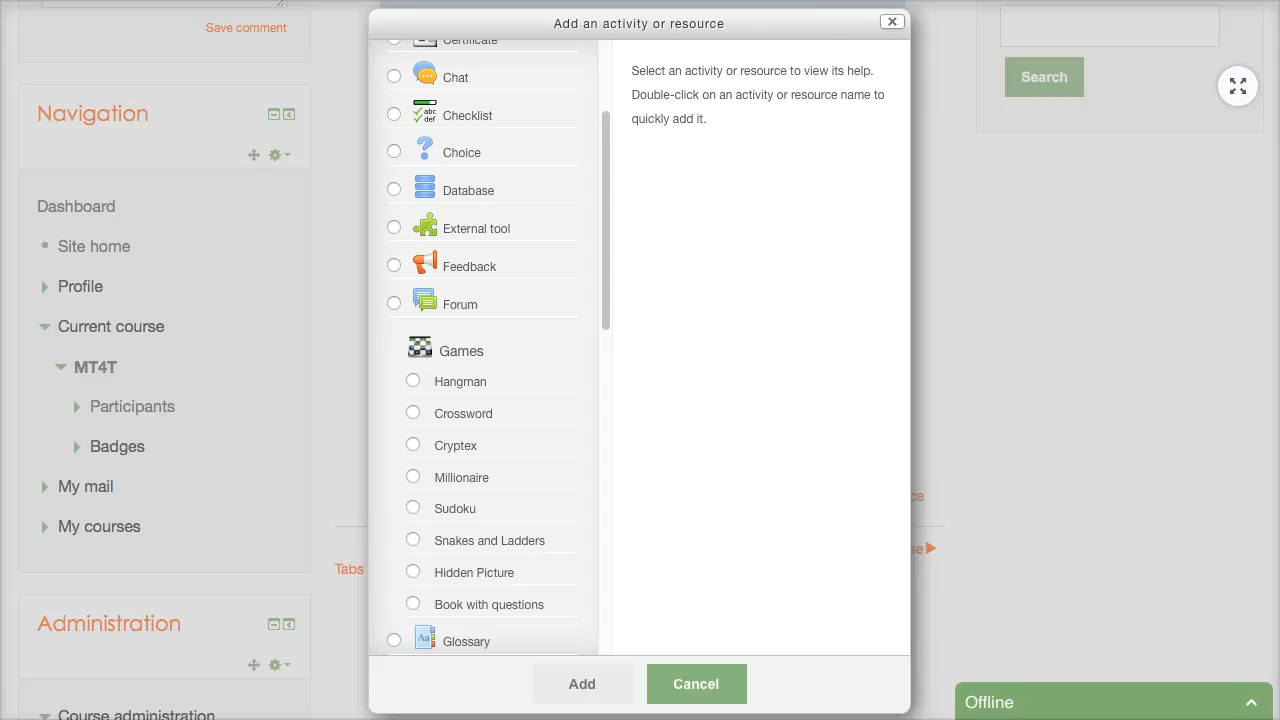 Save comment
Navigation
Dashboard
Site home
Profile
Current course
MT4T
Participants
Badges
My mail
My courses
Administration
Course administration
Tabs
Add an activity or resource
Certificate
Chat
abc
def
Checklist
Choice
Database
External tool
Feedback
Forum
Games
Hangman
Crossword
Cryptex
Millionaire
Sudoku
Snakes and Ladders
Hidden Picture
Book with questions
Aa
Glossary
Select an activity or resource to view its help.
Double-click on an activity or resource name to
quickly add it.
Add
Cancel
Search
Offline